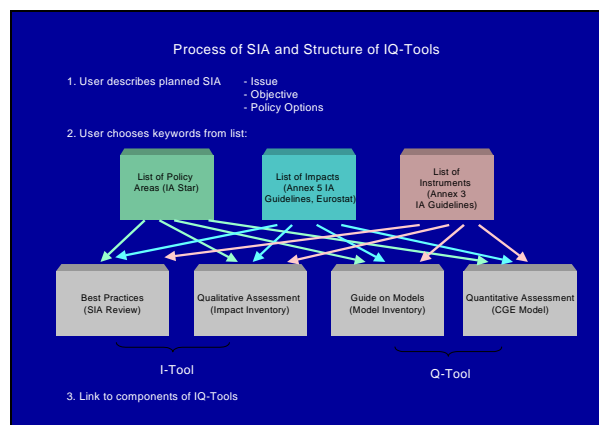 Process of SIA and Structure of IQ-Tools
1. User describes planned SIA - Issue
- Objective
- Policy Options
2. User chooses keywords from list:
List of Policy
Areas (IA Star)
List of Impacts
(Annex 5 IA
Guidelines, Eurostat)
List of
Instruments
(Annex 3
IA Guidelines)
Best Practices
(SIA Review)
Qualitative Assessment
(Impact Inventory)
Guide on Models
(Model Inventory)
Quantitative Assessment
(CGE Model)
I-Tool
Q-Tool
3. Link to components of IQ-Tools